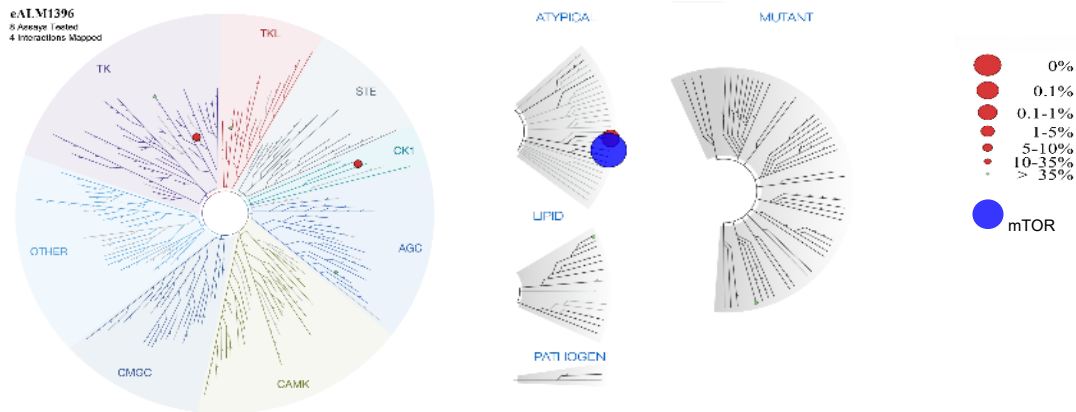 eALM1396
8 Assays Tested
4 Interactions Mapped
TK
TKL
STE
CK1
AGC
CAMK
CMGC
OTHER
ATYPICAL
LIPID
PATHOGEN
MUTANT
0%
0.1%
0.1-1%
1-5%
5-10%
10-35%
> 35%
mTOR